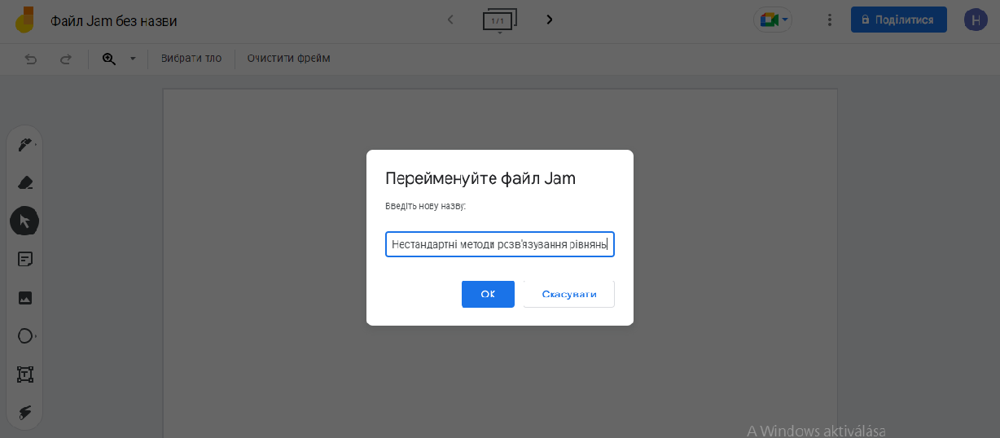 Файл Jam без назви
1 / 1
Поділитися
Н
Вибрати тло
Очистити фрейм
Перейменуйте файл Jam
Введіть нову назву:
Нестандартні методи розв'язування рівнянь
ОК
Скасувати
A Windows aktiválása